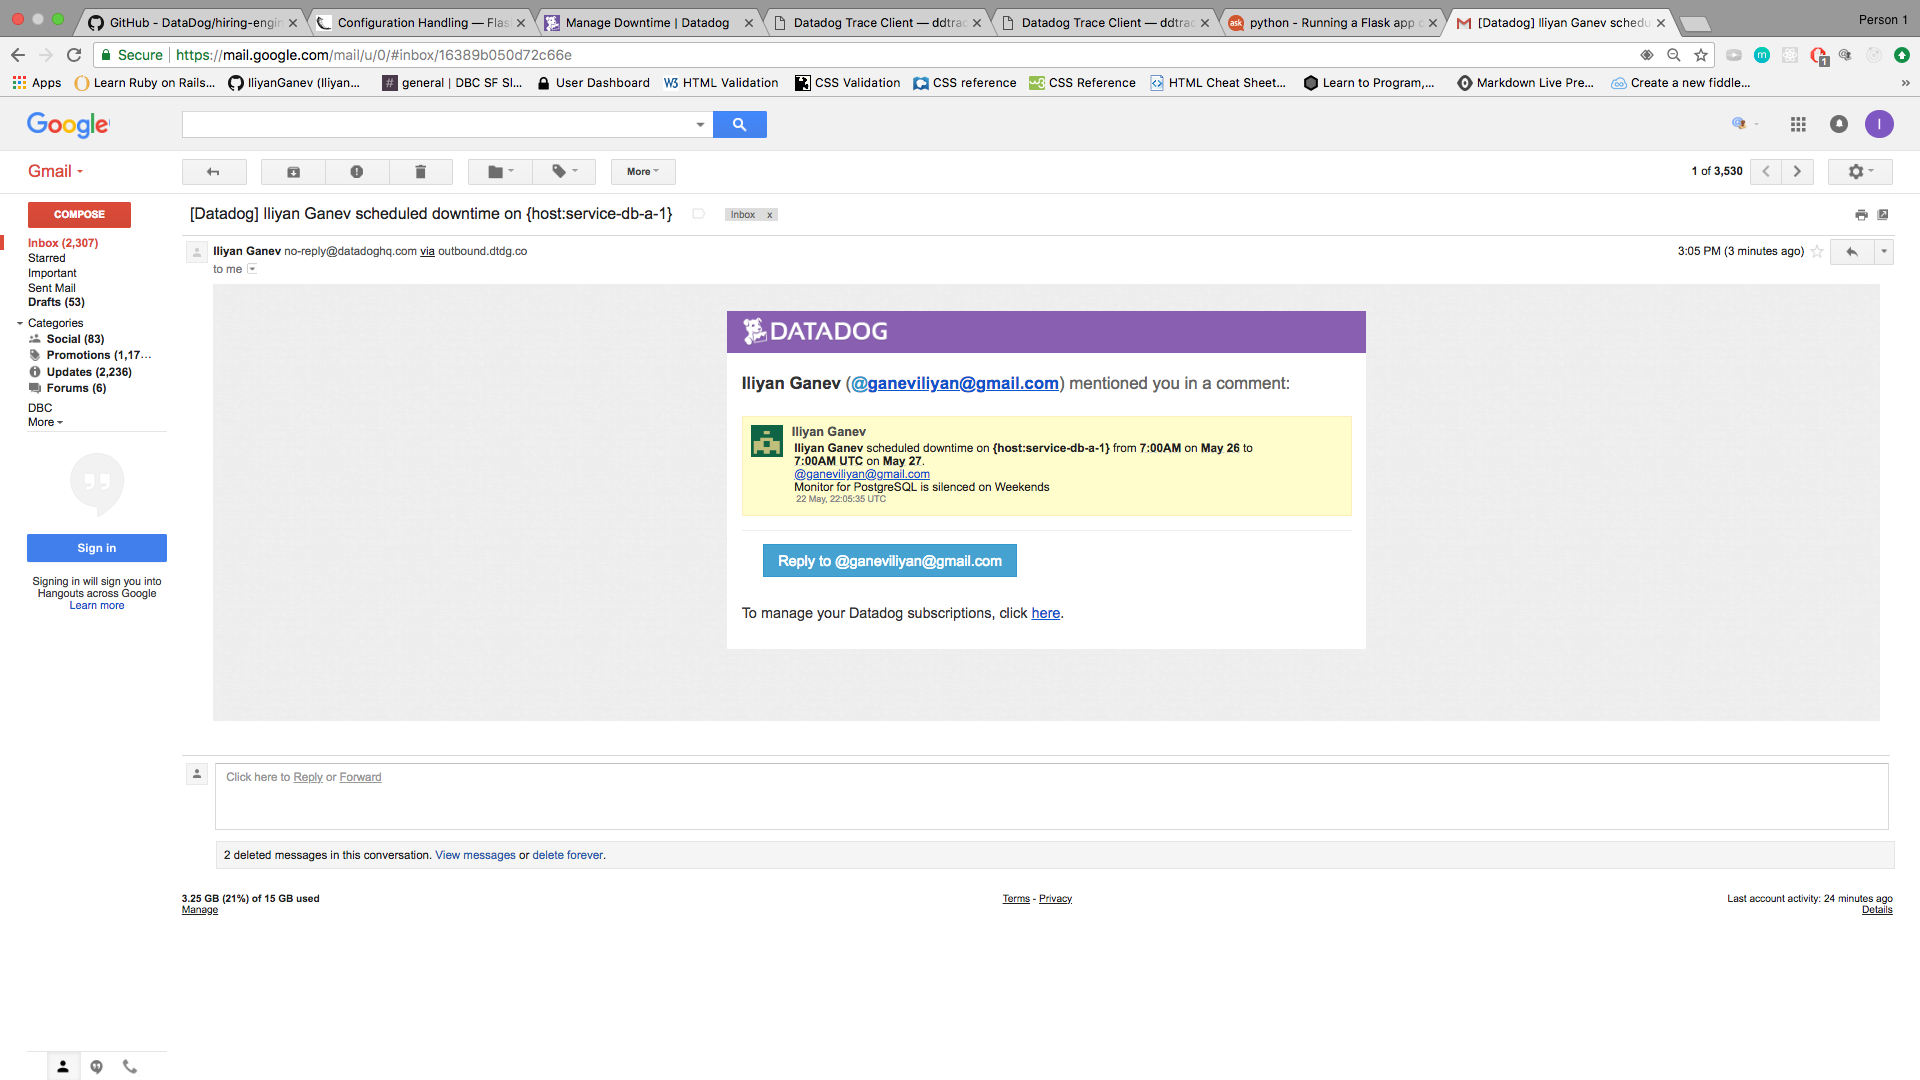 GitHub - DataDog/hiring-engin
Configuration Handling — Flas
Manage Downtime | Datadog
Datadog Trace Client — ddtrac
Datadog Trace Client — ddtrac
ask
python - Running a Flask app o
[Datadog] Iliyan Ganev schedu
Person 1
Secure
https://mail.google.com/mail/u/0/#inbox/16389b050d72c66e
m
1
Apps
Learn Ruby on Rails...
IliyanGanev (Iliyan...
# general | DBC SF Sl...
User Dashboard
W3 HTML Validation
CSS Validation
CSS reference
CSS Reference
HTML Cheat Sheet...
Learn to Program,...
Markdown Live Pre...
Create a new fiddle...
»
Google
I
Gmail
More
1 of 3,530
COMPOSE
[Datadog] Iliyan Ganev scheduled downtime on {host:service-db-a-1}
Inbox x
Inbox (2,307)
Starred
Important
Sent Mail
Drafts (53)
Categories
Social (83)
Promotions (1,17...
Updates (2,236)
Forums (6)
DBC
More
Iliyan Ganev no-reply@datadoghq.com via outbound.dtdg.co
3:05 PM (3 minutes ago)
to me
DATADOG
Iliyan Ganev (@ganeviliyan@gmail.com) mentioned you in a comment:
Iliyan Ganev
Iliyan Ganev scheduled downtime on {host:service-db-a-1} from 7:00AM on May 26 to
7:00AM UTC on May 27.
@ganeviliyan@gmail.com
Monitor for PostgreSQL is silenced on Weekends
22 May, 22:05:35 UTC
Reply to @ganeviliyan@gmail.com
To manage your Datadog subscriptions, click here.
Sign in
Signing in will sign you into
Hangouts across Google
Learn more
Click here to Reply or Forward
2 deleted messages in this conversation. View messages or delete forever.
3.25 GB (21%) of 15 GB used
Manage
Terms - Privacy
Last account activity: 24 minutes ago
Details